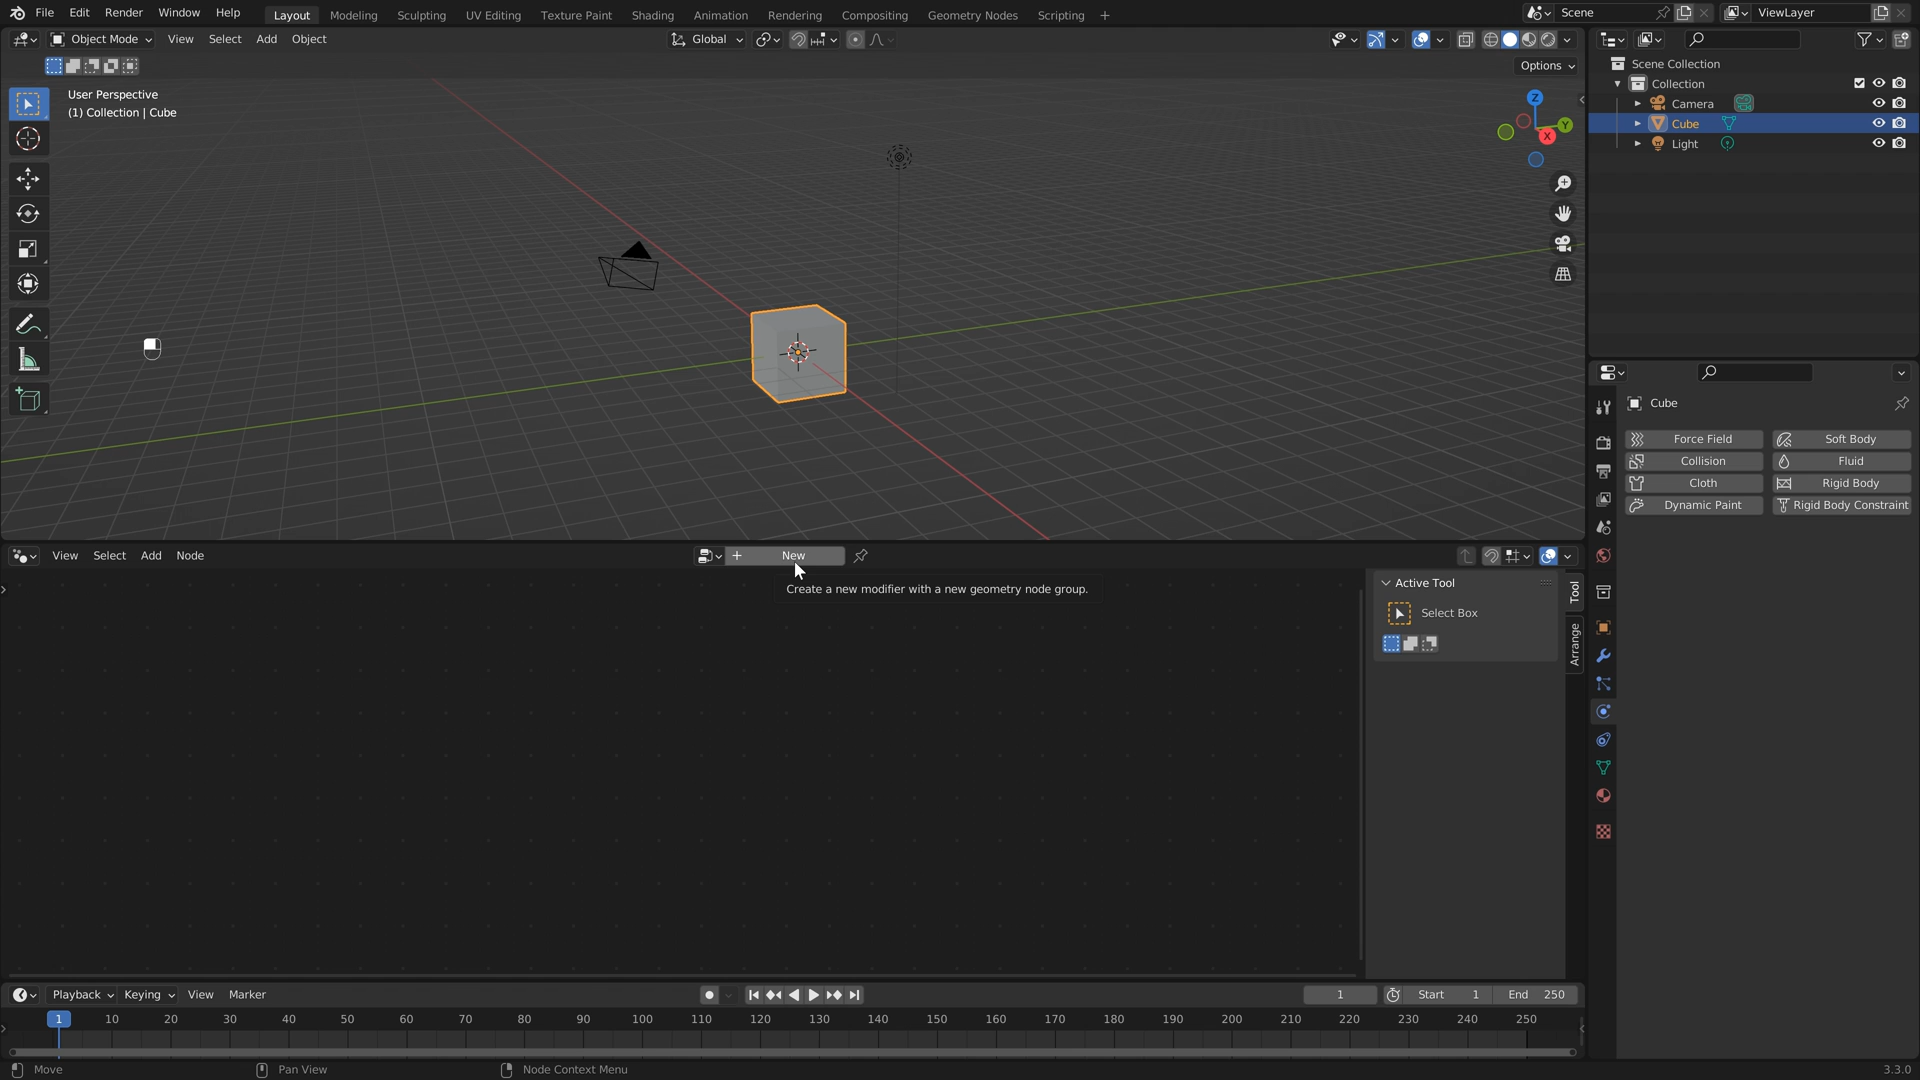 File Edit Render Window Help Layout Modeling Sculpting UV Editing Texture Paint Shading Animation Rendering Compositing Geometry Nodes Scripting + Scene ViewLayer
Object Mode View Select Add Object Global
Options
User Perspective
(1) Collection | Cube
Z
Y
X
Scene Collection
Collection
Camera
Cube
Light
Cube
Force Field Soft Body
Collision Fluid
Cloth Rigid Body
Dynamic Paint Rigid Body Constraint
View Select Add Node + New
Create a new modifier with a new geometry node group.
Active Tool
Select Box
Tool
Arrange
Playback Keying View Marker 1 Start 1 End 250
1 10 20 30 40 50 60 70 80 90 100 110 120 130 140 150 160 170 180 190 200 210 220 230 240 250
Move Pan View Node Context Menu 3.3.0